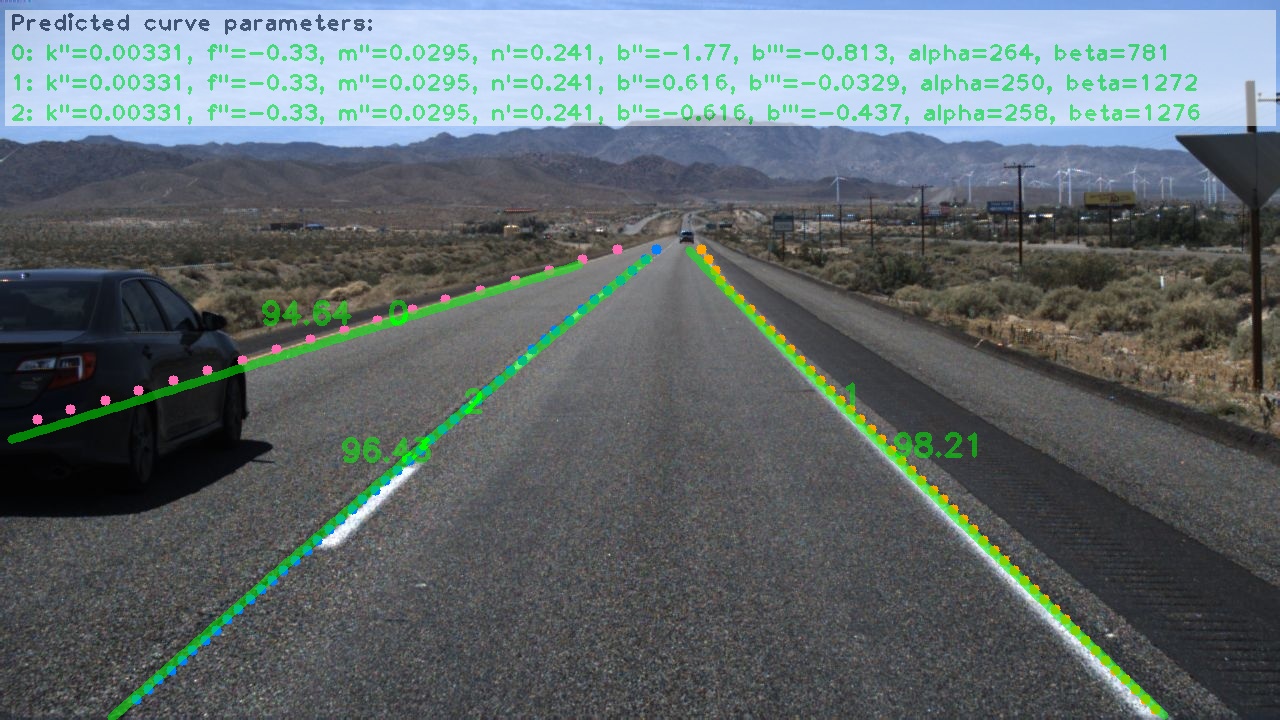 Predicted curve parameters:
0: k''=0.00331, f''=-0.33, m''=0.0295, n'=0.241, b''=-1.77, b'''=-0.813, alpha=264, beta=781
1: k''=0.00331, f''=-0.33, m''=0.0295, n'=0.241, b''=0.616, b'''=-0.0329, alpha=250, beta=1272
2: k''=0.00331, f''=-0.33, m''=0.0295, n'=0.241, b''=-0.616, b'''=-0.437, alpha=258, beta=1276
94.64 0
2 1
96.43 98.21